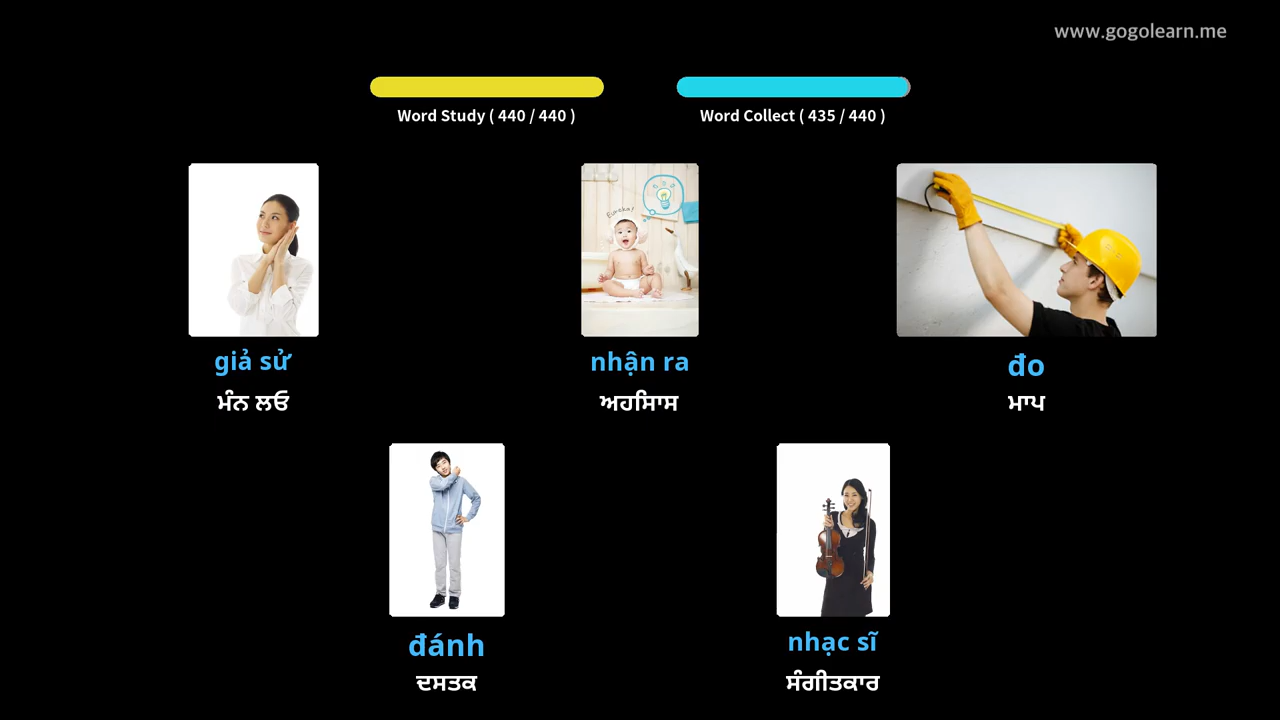 www.gogolearn.me
Word Study ( 440 / 440 )
Word Collect ( 435 / 440 )
Eureka!
giả sử
nhận ra
đo
ਮੰਨ ਲਓ
ਅਹਸਿਾਸ
ਮਾਪ
đánh
nhạc sĩ
ਦਸਤਕ
ਸੰਗੀਤਕਾਰ